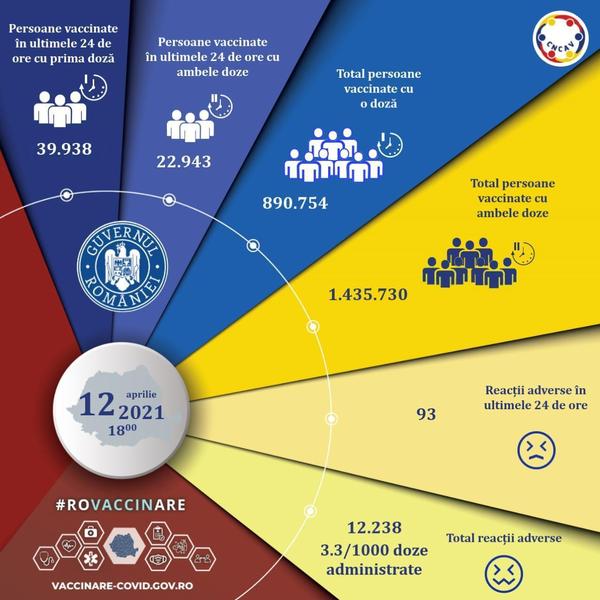 Persoane vaccinate
în ultimele 24 de
ore cu prima doză
39.938
Persoane vaccinate
în ultimele 24 de ore cu
ambele doze
22.943
Total persoane
vaccinate cu
o doză
890.754
CNCAV
Total persoane
vaccinate cu
ambele doze
1.435.730
GUVERNUL
ROMÂNIEI
12 aprilie
2021
1800
93
Reacții adverse în
ultimele 24 de ore
12.238
3.3/1000 doze
administrate
Total reacții adverse
#ROVACCINARE
VACCINARE-COVID.GOV.RO